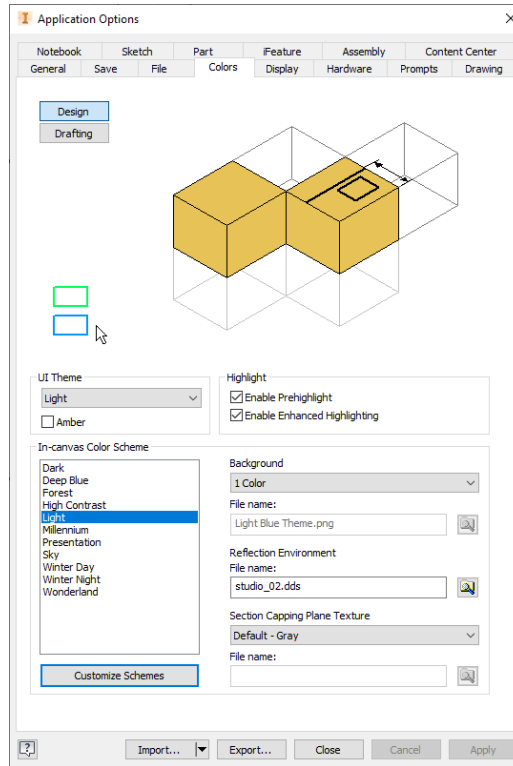 Application Options
Notebook Sketch Part iFeature Assembly Content Center
General Save File Colors Display Hardware Prompts Drawing
Design
Drafting
UI Theme
Light
Amber
Highlight
Enable Prehighlight
Enable Enhanced Highlighting
In-canvas Color Scheme
Dark
Deep Blue
Forest
High Contrast
Light
Millennium
Presentation
Sky
Winter Day
Winter Night
Wonderland
Customize Schemes
Background
1 Color
File name:
Light Blue Theme.png
Reflection Environment
File name:
studio_02.dds
Section Capping Plane Texture
Default - Gray
File name:
? Import... Export... Close Cancel Apply